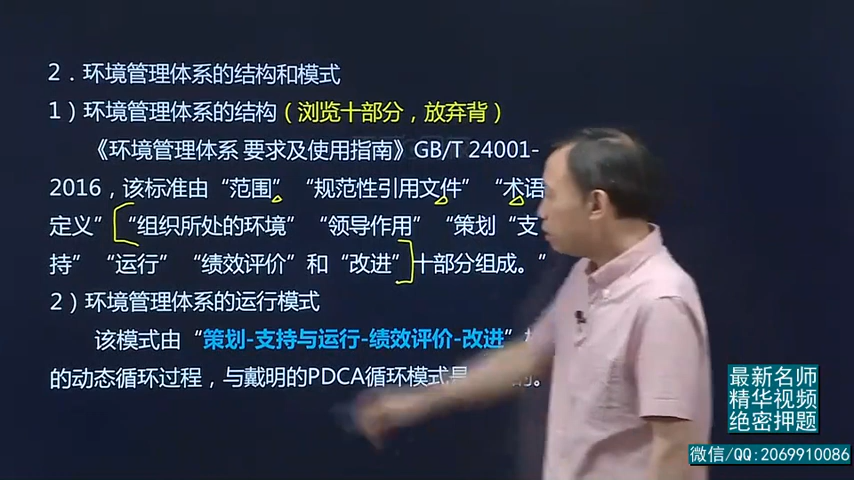 2．环境管理体系的结构和模式
1）环境管理体系的结构（浏览十部分，放弃背）
《环境管理体系 要求及使用指南》GB/T 24001-
2016，该标准由“范围”“规范性引用文件”“术语
定义”“组织所处的环境”“领导作用”“策划“支
持”“运行”“绩效评价”和“改进”十部分组成。”
2）环境管理体系的运行模式
该模式由“策划-支持与运行-绩效评价-改进”
的动态循环过程，与戴明的PDCA循环模式是
的。
最新名师
精华视频
绝密押题
微信/QQ:2069910086